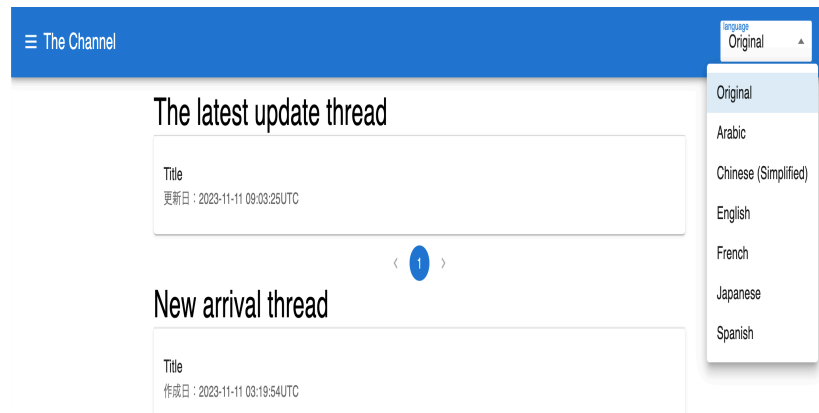 The Channel
language
Original
Original
Arabic
Chinese (Simplified)
English
French
Japanese
Spanish
The latest update thread
Title
更新日：2023-11-11 09:03:25UTC
1
New arrival thread
Title
作成日：2023-11-11 03:19:54UTC